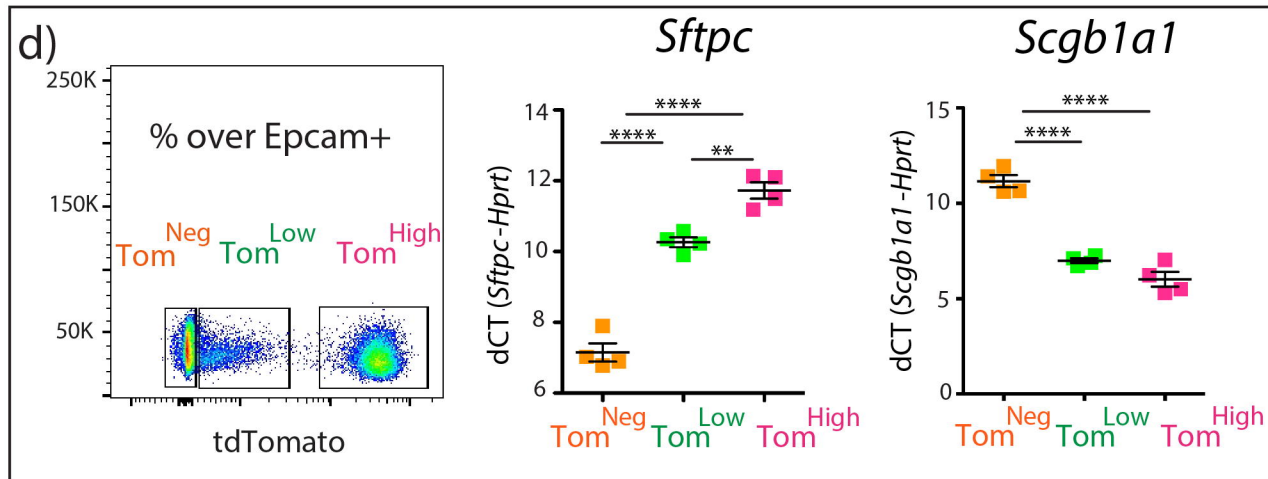 d)
250K
150K
50K
% over Epcam+
Tom Neg
Tom Low
Tom High
tdTomato
Sftpc
dCT (Sftpc-Hprt)
14
12
10
8
6
****
****
**
Tom Neg
Tom Low
Tom High
Scgb1a1
dCT (Scgb1a1-Hprt)
15
10
5
0
****
****
Tom Neg
Tom Low
Tom High